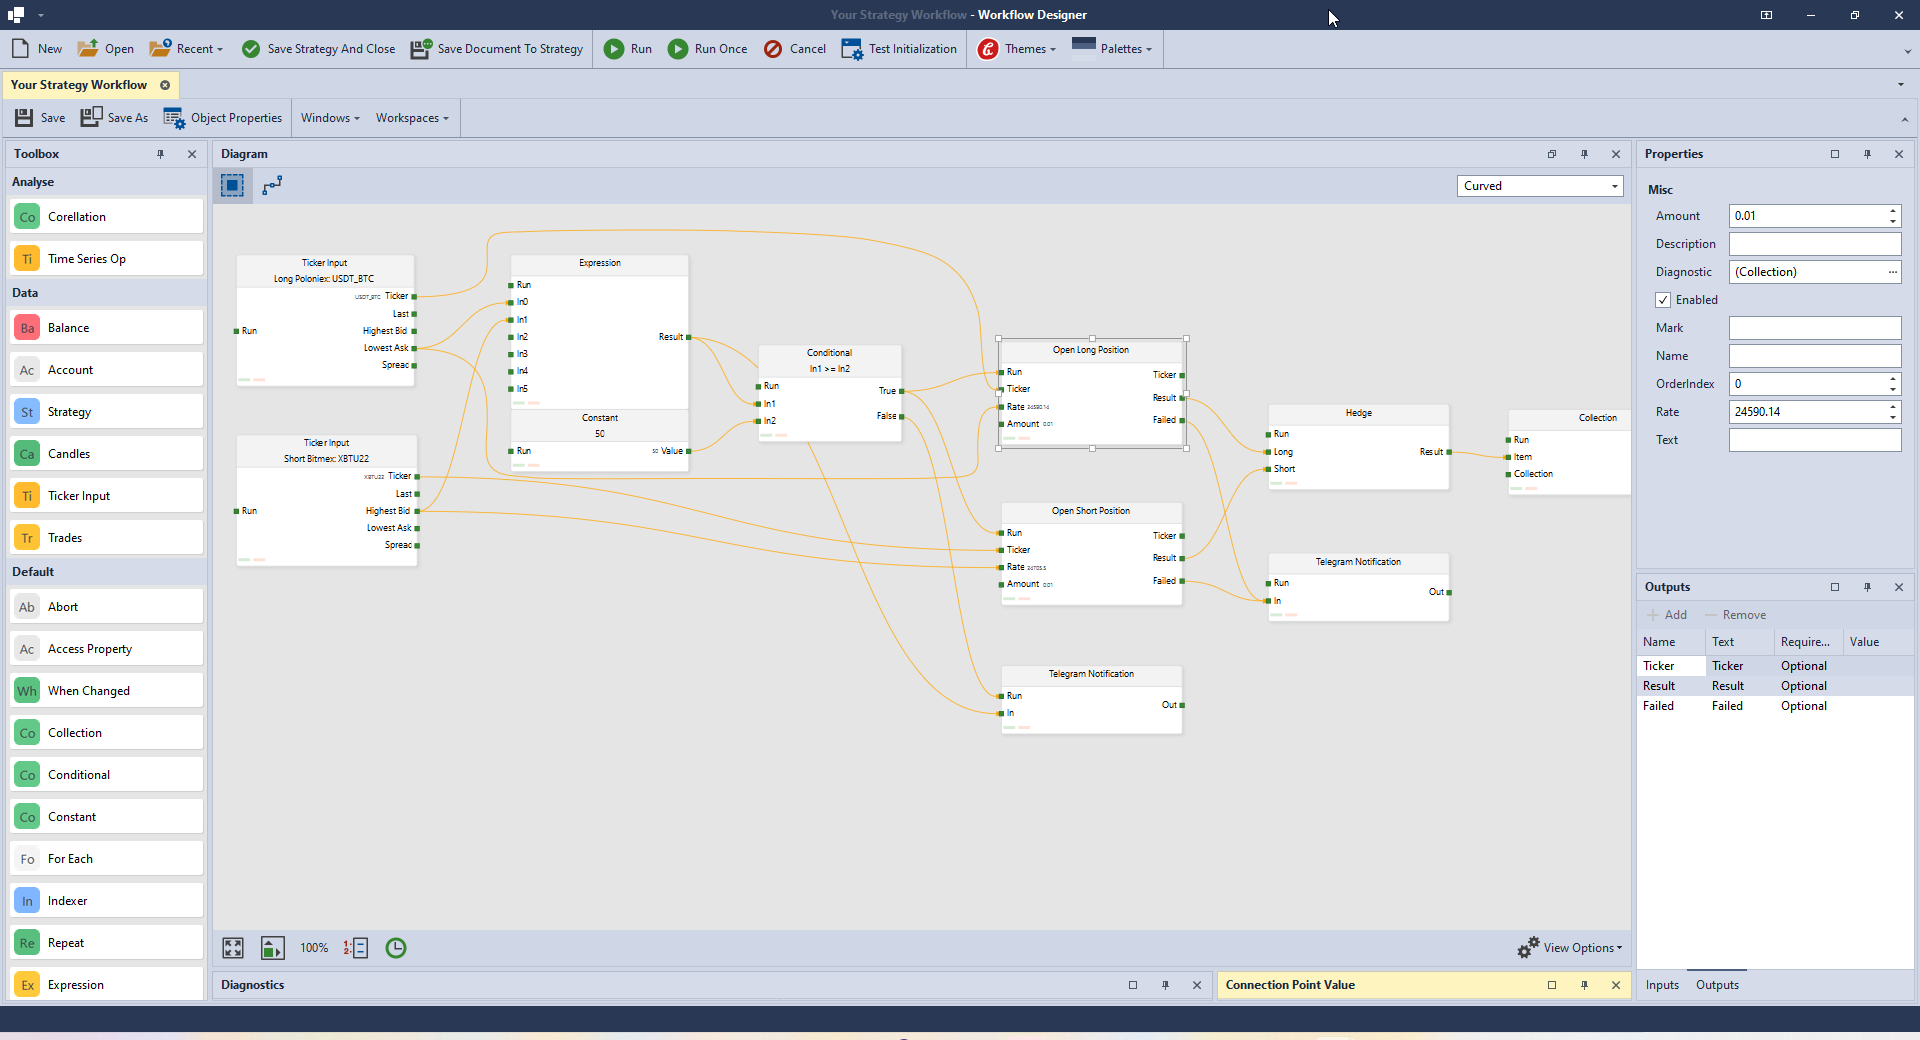 Your Strategy Workflow - Workflow Designer
New
Open
Recent
Save Strategy And Close
Save Document To Strategy
Run
Run Once
Cancel
Test Initialization
Themes
Palettes
Your Strategy Workflow
Save
Save As
Object Properties
Windows
Workspaces
Toolbox
Analyse
Co Corellation
Ti Time Series Op
Data
Ba Balance
Ac Account
St Strategy
Ca Candles
Ti Ticker Input
Tr Trades
Default
Ab Abort
Ac Access Property
Wh When Changed
Co Collection
Co Conditional
Co Constant
Fo For Each
In Indexer
Re Repeat
Ex Expression
Diagram
Curved
Ticker Input
Long Poloniex: USDT_BTC
USDT_BTC Ticker
Last
Run
Highest Bid
Lowest Ask
Spread
Ticker Input
Short Bitmex: XBTU22
XBTU22 Ticker
Last
Run
Highest Bid
Lowest Ask
Spread
Expression
Run
In0
In1
In2
In3
In4
In5
Result
Constant
50
Run
50 Value
Conditional
In1 >= In2
Run
In1
In2
True
False
Open Long Position
Run
Ticker
Rate 24590.14
Amount 0.01
Ticker
Result
Failed
Open Short Position
Run
Ticker
Rate 24705.5
Amount 0.01
Ticker
Result
Failed
Telegram Notification
Run
In
Out
Hedge
Run
Long
Short
Result
Telegram Notification
Run
In
Out
Collection
Run
Item
Collection
100%
View Options
Diagnostics
Connection Point Value
Properties
Misc
Amount 0.01
Description
Diagnostic (Collection) ...
Enabled
Mark
Name
OrderIndex 0
Rate 24590.14
Text
Outputs
Add
Remove
Name Text Require... Value
Ticker Ticker Optional
Result Result Optional
Failed Failed Optional
Inputs
Outputs